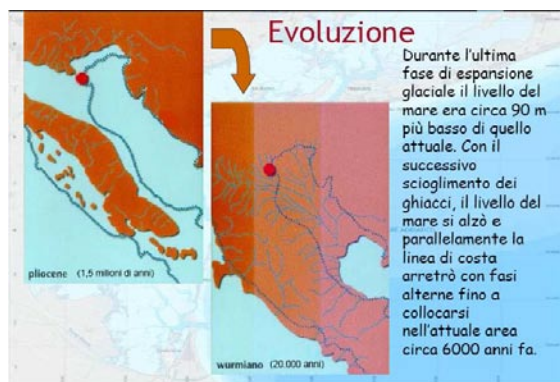 Evoluzione
Durante l'ultima
fase di espansione
glaciale il livello del
mare era circa 90 m
più basso di quello
attuale. Con il
successivo
scioglimento dei
ghiacci, il livello del
mare si alzò e
parallelamente la
linea di costa
arretrò con fasi
alterne fino a
collocarsi
nell'attuale area
circa 6000 anni fa.
pliocene (1,5 milioni di anni)
wurmiano (20.000 anni)